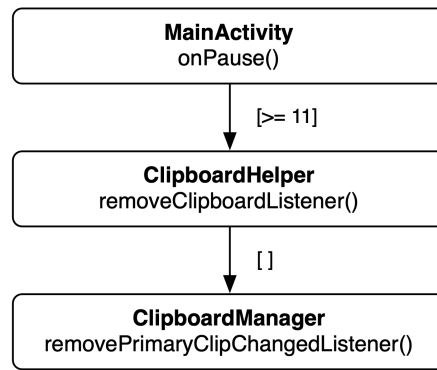 MainActivity
onPause()
[>= 11]
ClipboardHelper
removeClipboardListener()
[ ]
ClipboardManager
removePrimaryClipChangedListener()